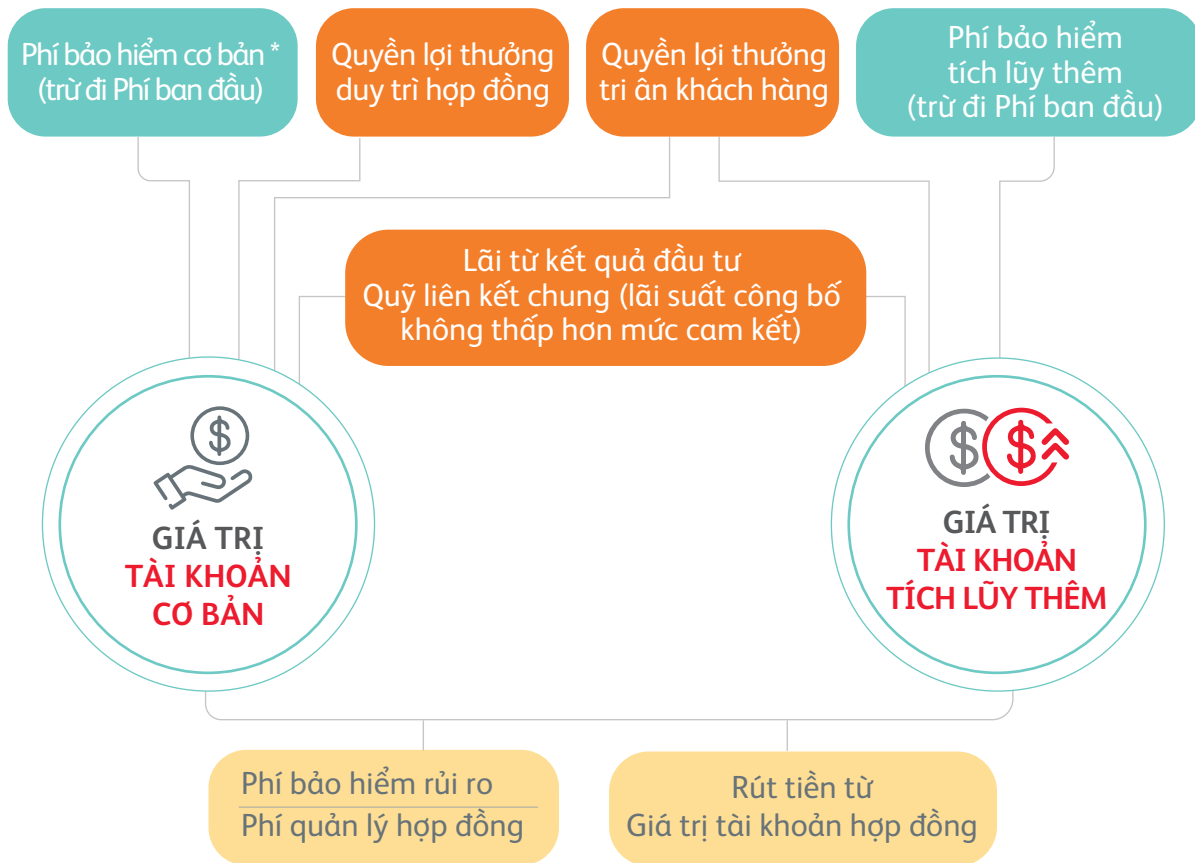 Phí bảo hiểm cơ bản *
(trừ đi Phí ban đầu)
Quyền lợi thưởng
duy trì hợp đồng
Quyền lợi thưởng
tri ân khách hàng
Phí bảo hiểm
tích lũy thêm
(trừ đi Phí ban đầu)
Lãi từ kết quả đầu tư
Quỹ liên kết chung (lãi suất công bố
không thấp hơn mức cam kết)
$
GIÁ TRỊ
TÀI KHOẢN
CƠ BẢN
$ $
GIÁ TRỊ
TÀI KHOẢN
TÍCH LŨY THÊM
Phí bảo hiểm rủi ro
Phí quản lý hợp đồng
Rút tiền từ
Giá trị tài khoản hợp đồng